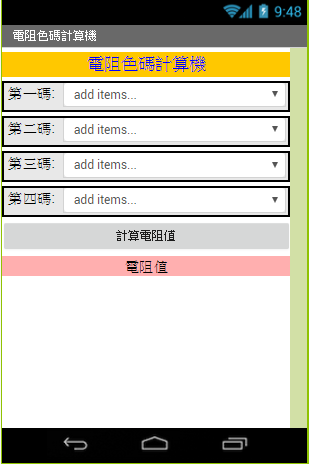 9:48
電阻色碼計算機
電阻色碼計算機
第一碼: add items...
第二碼: add items...
第三碼: add items...
第四碼: add items...
計算電阻值
電阻值